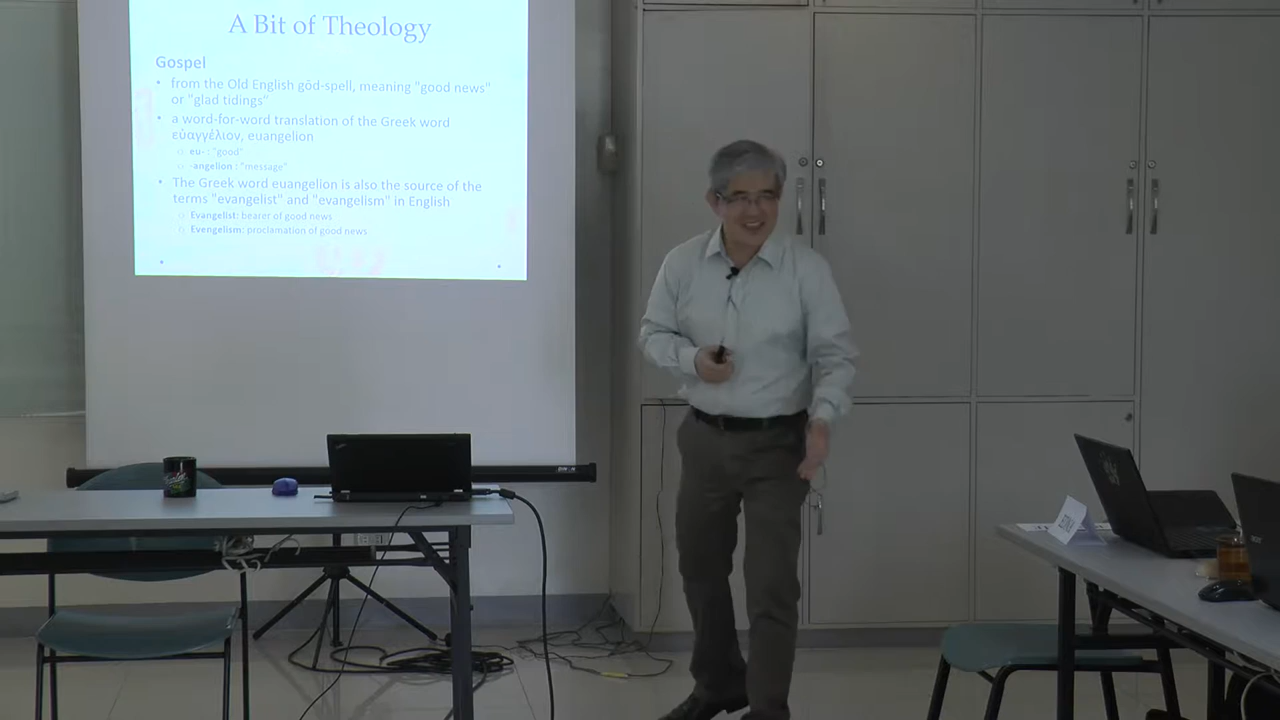 A Bit of Theology
Gospel
• from the Old English gōd-spell, meaning "good news"
or "glad tidings"
• a word-for-word translation of the Greek word
εὐαγγέλιον, euangelion
eu- : "good"
-angelion : "message"
• The Greek word euangelion is also the source of the
terms "evangelist" and "evangelism" in English
Evangelist: bearer of good news
Evengelism: proclamation of good news